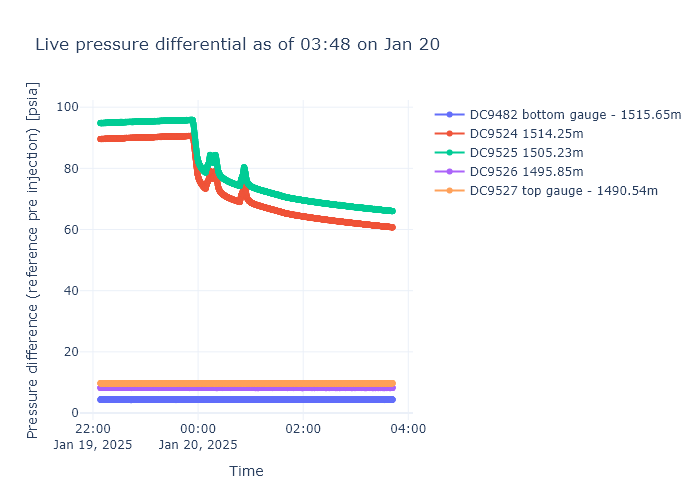 Live pressure differential as of 03:48 on Jan 20
Pressure difference (reference pre injection) [psia]
100
80
60
40
20
0
22:00
Jan 19, 2025
00:00
Jan 20, 2025
02:00
04:00
Time
DC9482 bottom gauge - 1515.65m
DC9524 1514.25m
DC9525 1505.23m
DC9526 1495.85m
DC9527 top gauge - 1490.54m